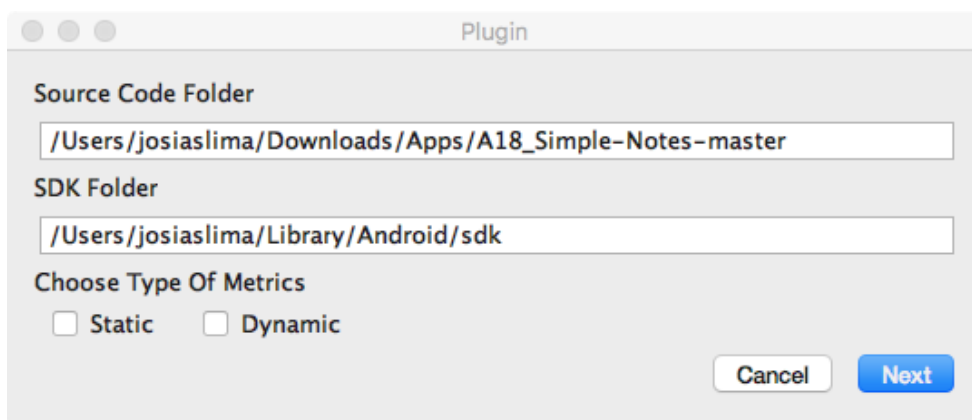 Plugin
Source Code Folder
/Users/josiaslima/Downloads/Apps/A18_Simple-Notes-master
SDK Folder
/Users/josiaslima/Library/Android/sdk
Choose Type Of Metrics
Static Dynamic
Cancel Next